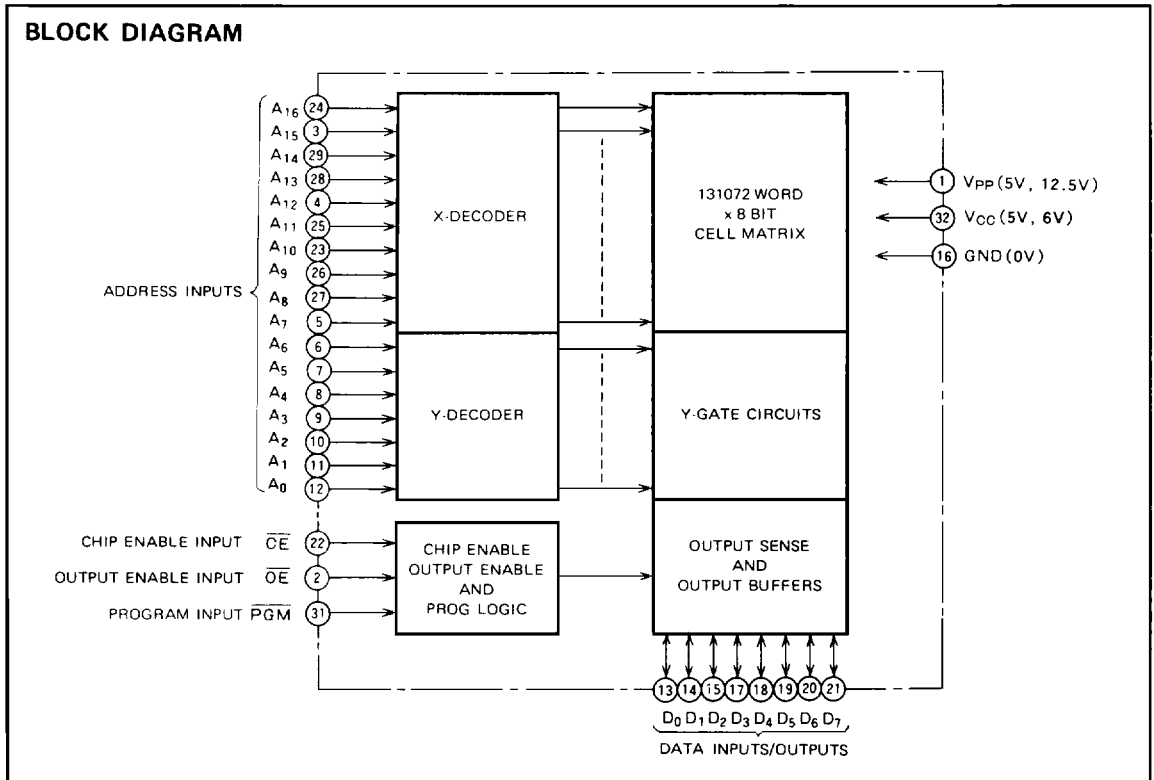 BLOCK DIAGRAM
A16 24
A15 3
A14 29
A13 28
A12 4
A11 25
A10 23
A9 26
A8 27
A7 5
A6 6
A5 7
A4 8
A3 9
A2 10
A1 11
A0 12
ADDRESS INPUTS
X-DECODER
Y-DECODER
131072 WORD
x 8 BIT
CELL MATRIX
Y-GATE CIRCUITS
OUTPUT SENSE
AND
OUTPUT BUFFERS
1 VPP (5V, 12.5V)
32 VCC (5V, 6V)
16 GND (0V)
CHIP ENABLE INPUT C̅E̅ 22
OUTPUT ENABLE INPUT O̅E̅ 2
PROGRAM INPUT P̅G̅M̅ 31
CHIP ENABLE
OUTPUT ENABLE
AND
PROG LOGIC
13 14 15 17 18 19 20 21
D0 D1 D2 D3 D4 D5 D6 D7
DATA INPUTS/OUTPUTS